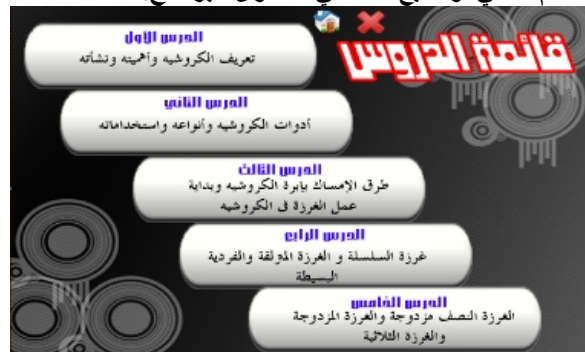 قائمة الدروس
الدرس الأول
تعريف الكروشيه وأهميته ونشأته
الدرس الثاني
أدوات الكروشيه وأنواعه واستخداماته
الدرس الثالث
طرق الإمساك بإبرة الكروشيه وبداية
عمل الغرزة فى الكروشيه
الدرس الرابع
غرزة السلسلة و الغرزة المنزلقة والفردية
البسيطة
الدرس الخامس
الغرزة النصف مزدوجة والغرزة المزدوجة
والغرزة الثلاثية